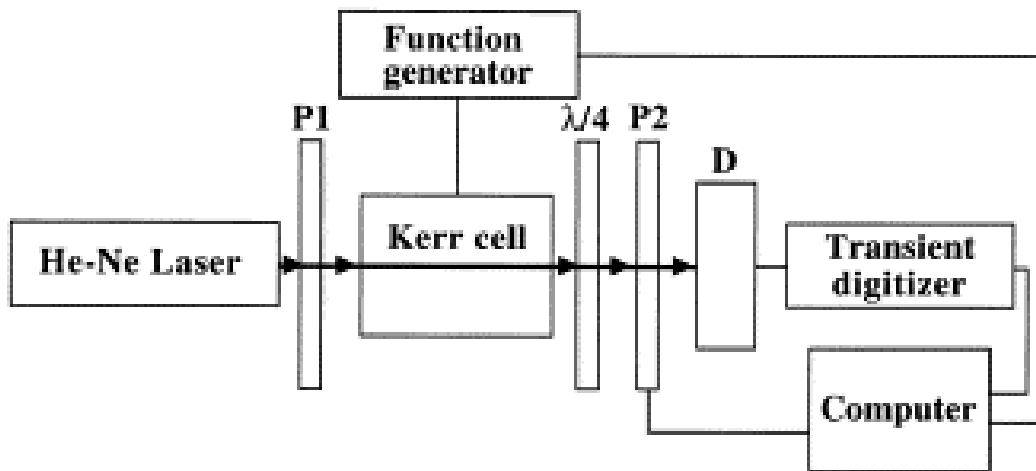 Function
generator
P1
λ/4
P2
D
He-Ne Laser
Kerr cell
Transient
digitizer
Computer